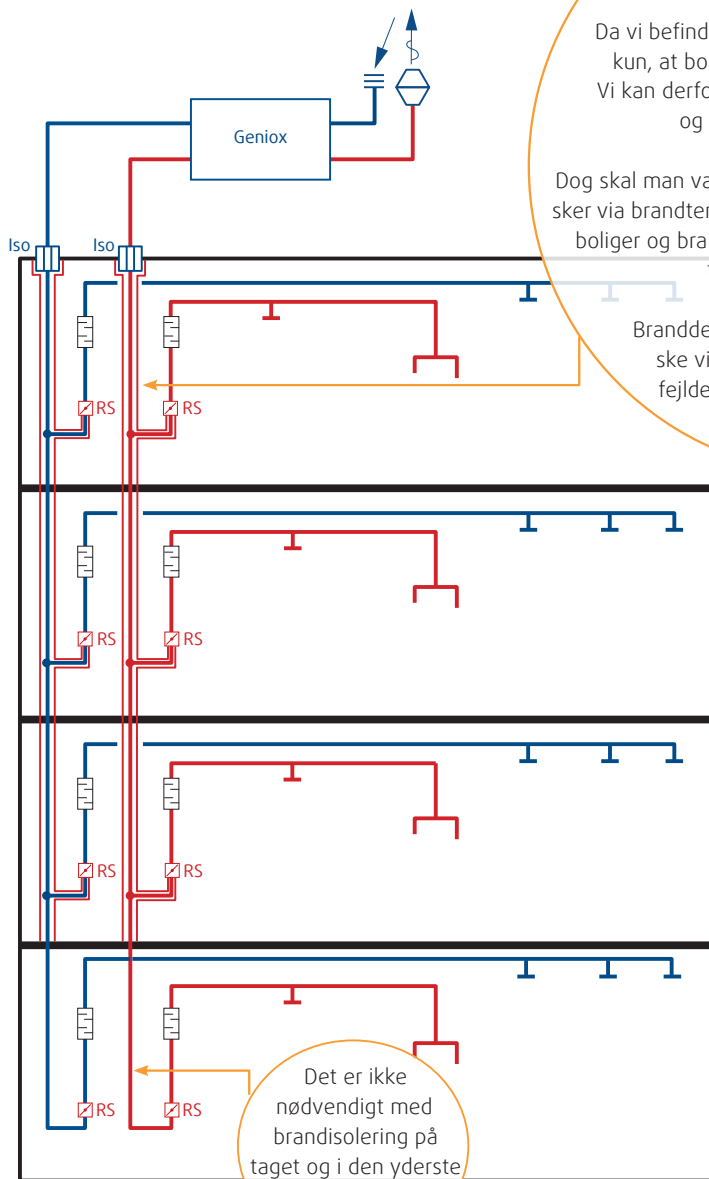 Da vi befind
kun, at bo
Vi kan derfo
og
Geniox
Dog skal man va
sker via brandter
boliger og bra
Iso
Iso
Brandde
ske vi
fejlde
RS
RS
RS
RS
RS
RS
RS
RS
Det er ikke
nødvendigt med
brandisolering på
taget og i den yderste